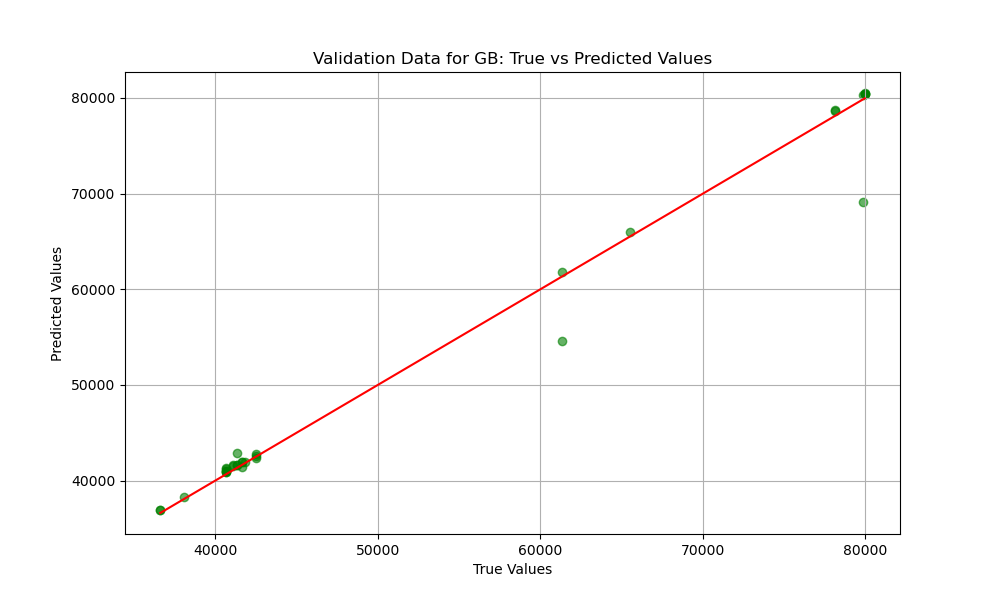 Validation Data for GB: True vs Predicted Values
80000
70000
60000
50000
40000
Predicted Values
40000 50000 60000 70000 80000
True Values